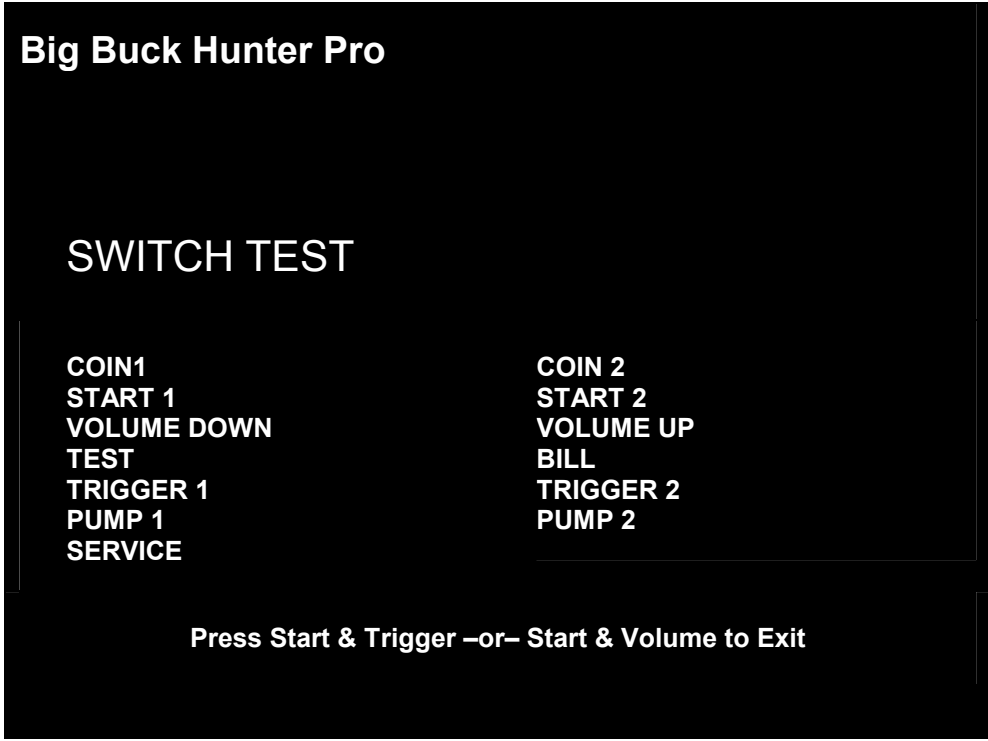 Big Buck Hunter Pro
SWITCH TEST
COIN1
START 1
VOLUME DOWN
TEST
TRIGGER 1
PUMP 1
SERVICE
COIN 2
START 2
VOLUME UP
BILL
TRIGGER 2
PUMP 2
Press Start & Trigger –or– Start & Volume to Exit